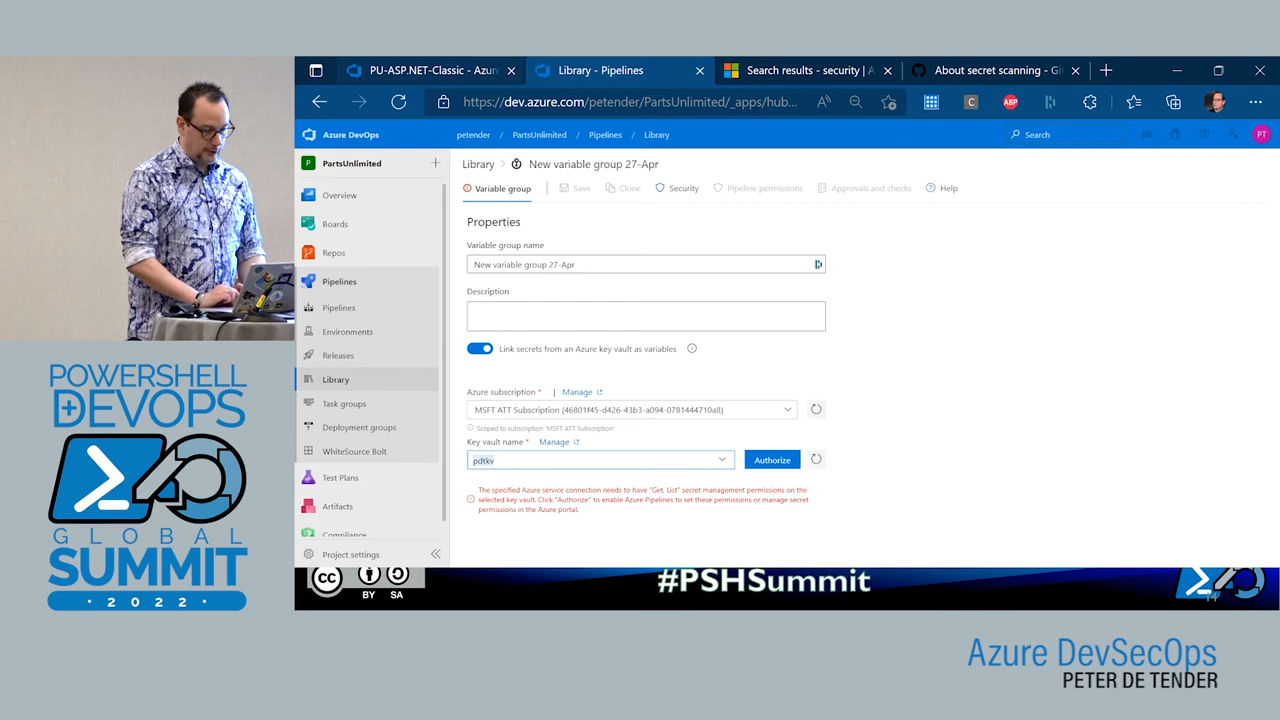 PU-ASP.NET-Classic - Azur
Library - Pipelines
Search results - security | A
About secret scanning - Git
https://dev.azure.com/petender/PartsUnlimited/_apps/hub...
ABP
Azure DevOps
petender
PartsUnlimited
Pipelines
Library
Search
PT
P
PartsUnlimited
Overview
Boards
Repos
Pipelines
Pipelines
Environments
Releases
Library
Task groups
Deployment groups
WhiteSource Bolt
Test Plans
Artifacts
Compliance
Project settings
Library
New variable group 27-Apr
Variable group
Save
Clone
Security
Pipeline permissions
Approvals and checks
Help
Properties
Variable group name
New variable group 27-Apr
Description
Link secrets from an Azure key vault as variables
Azure subscription * | Manage
MSFT ATT Subscription (46801f45-d426-43b3-a094-0781444710a8)
Scoped to subscription 'MSFT ATT Subscription'
Key vault name * Manage
pdtkv
Authorize
The specified Azure service connection needs to have "Get, List" secret management permissions on the
selected key vault. Click "Authorize" to enable Azure Pipelines to set these permissions or manage secret
permissions in the Azure portal.
POWERSHELL
+DEVOPS
GLOBAL
SUMMIT
· 2022 ·
CC
BY SA
#PSHSummit
14
Azure DevSecOps
PETER DE TENDER